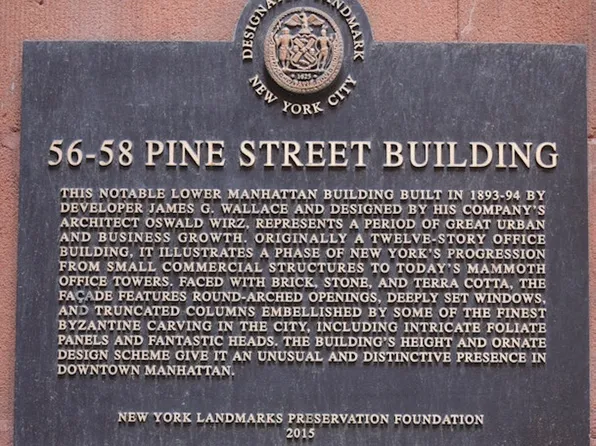 DESIGNATED LANDMARK
NEW YORK CITY
1625
56-58 PINE STREET BUILDING
THIS NOTABLE LOWER MANHATTAN BUILDING BUILT IN 1893-94 BY
DEVELOPER JAMES G. WALLACE AND DESIGNED BY HIS COMPANY'S
ARCHITECT OSWALD WIRZ, REPRESENTS A PERIOD OF GREAT URBAN
AND BUSINESS GROWTH. ORIGINALLY A TWELVE-STORY OFFICE
BUILDING, IT ILLUSTRATES A PHASE OF NEW YORK'S PROGRESSION
FROM SMALL COMMERCIAL STRUCTURES TO TODAY'S MAMMOTH
OFFICE TOWERS. FACED WITH BRICK, STONE, AND TERRA COTTA, THE
FAÇADE FEATURES ROUND-ARCHED OPENINGS, DEEPLY SET WINDOWS,
AND TRUNCATED COLUMNS EMBELLISHED BY SOME OF THE FINEST
BYZANTINE CARVING IN THE CITY, INCLUDING INTRICATE FOLIATE
PANELS AND FANTASTIC HEADS. THE BUILDING'S HEIGHT AND ORNATE
DESIGN SCHEME GIVE IT AN UNUSUAL AND DISTINCTIVE PRESENCE IN
DOWNTOWN MANHATTAN.
NEW YORK LANDMARKS PRESERVATION FOUNDATION
2015